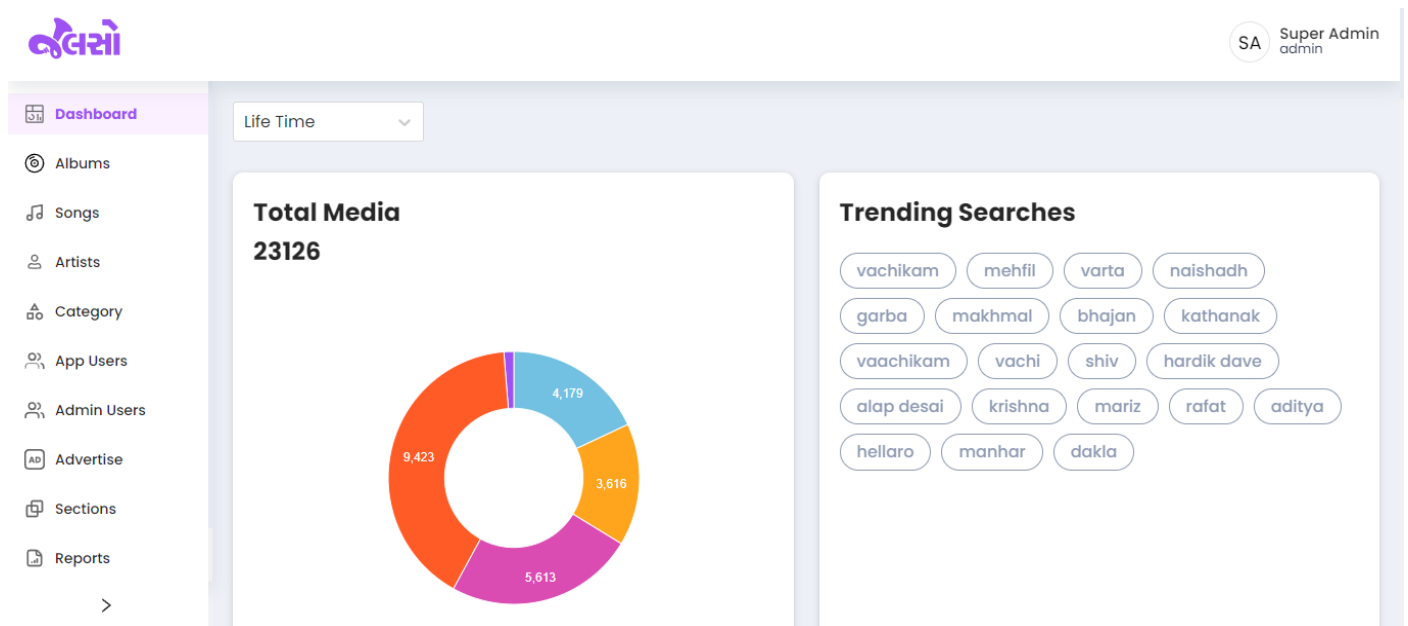 જલસો
SA
Super Admin
admin
Dashboard
Albums
Songs
Artists
Category
App Users
Admin Users
AD Advertise
Sections
Reports
Life Time
Total Media
23126
4,179
9,423
3,616
5,613
Trending Searches
vachikam mehfil varta naishadh
garba makhmal bhajan kathanak
vaachikam vachi shiv hardik dave
alap desai krishna mariz rafat aditya
hellaro manhar dakla